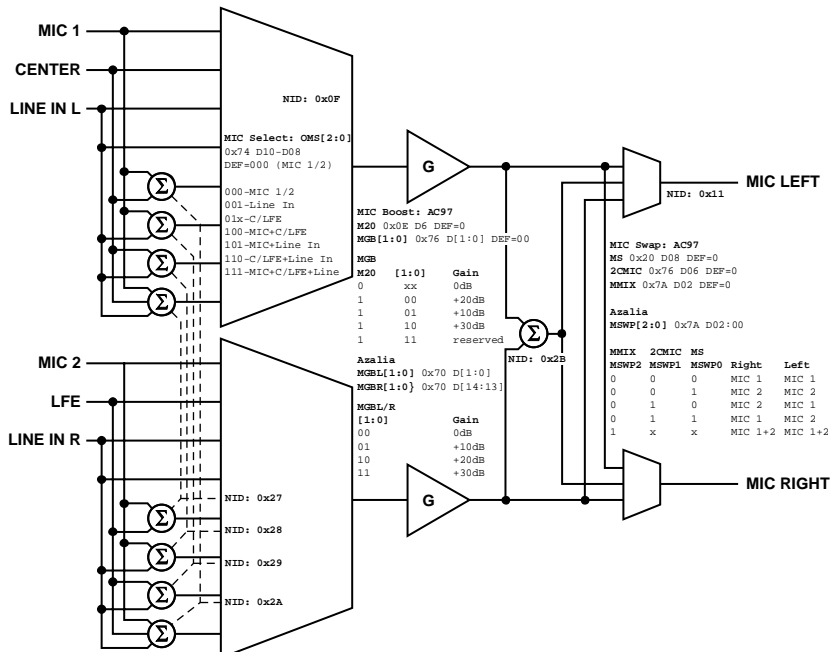 MIC 1
CENTER
LINE IN L
NID: 0x0F
MIC Select: OMS[2:0]
0x74 D10–D08
DEF=000 (MIC 1/2)
000-MIC 1/2
001-Line In
01x-C/LFE
100-MIC+C/LFE
101-MIC+Line In
110-C/LFE+Line In
111-MIC+C/LFE+Line
Σ
Σ
Σ
Σ
G
MIC Boost: AC97
M20 0x0E D6 DEF=0
MGB[1:0] 0x76 D[1:0] DEF=00
MGB
M20 [1:0] Gain
0 xx 0dB
1 00 +20dB
1 01 +10dB
1 10 +30dB
1 11 reserved
Azalia
MGBL[1:0] 0x70 D[1:0]
MGBR[1:0} 0x70 D[14:13]
MGBL/R
[1:0] Gain
00 0dB
01 +10dB
10 +20dB
11 +30dB
G
Σ
NID: 0x2B
NID: 0x11
MIC LEFT
MIC Swap: AC97
MS 0x20 D08 DEF=0
2CMIC 0x76 D06 DEF=0
MMIX 0x7A D02 DEF=0
Azalia
MSWP[2:0] 0x7A D02:00
MMIX 2CMIC MS
MSWP2 MSWP1 MSWP0 Right Left
0 0 0 MIC 1 MIC 1
0 0 1 MIC 2 MIC 2
0 1 0 MIC 2 MIC 1
0 1 1 MIC 1 MIC 2
1 x x MIC 1+2 MIC 1+2
MIC RIGHT
MIC 2
LFE
LINE IN R
NID: 0x27
NID: 0x28
NID: 0x29
NID: 0x2A
Σ
Σ
Σ
Σ